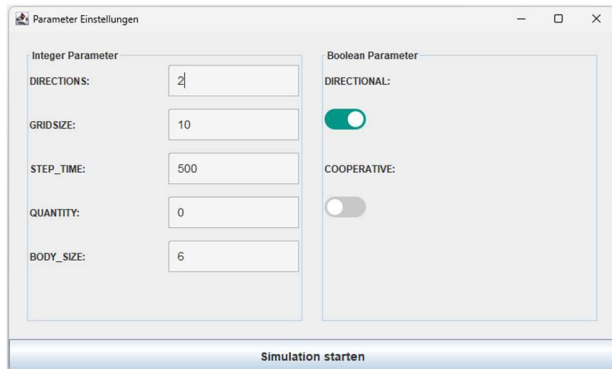 Parameter Einstellungen
Integer Parameter
DIRECTIONS: 2
GRIDSIZE: 10
STEP_TIME: 500
QUANTITY: 0
BODY_SIZE: 6
Boolean Parameter
DIRECTIONAL:
COOPERATIVE:
Simulation starten